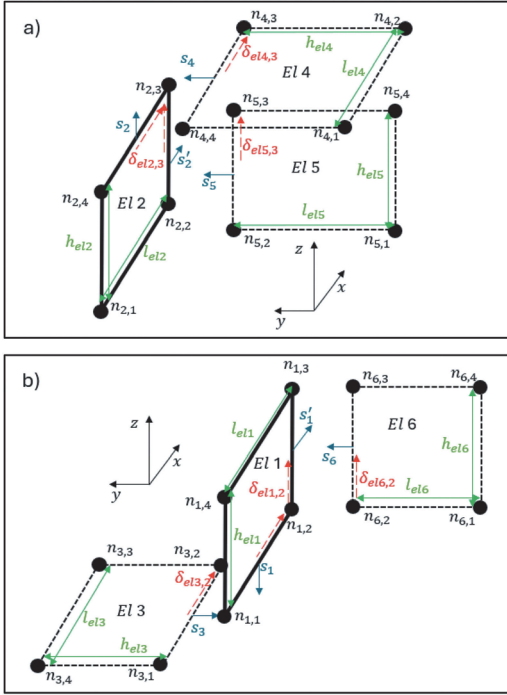 a)
n4,3
n4,2
δel4,3
hel4
s4
El 4
lel4
n2,3
n5,3
n5,4
s2
n4,4
n4,1
δel2,3
s2'
δel5,3
El 5
hel5
s5
n2,4
El 2
n2,2
lel5
hel2
lel2
n5,2
n5,1
z
x
n2,1
y
b)
n1,3
n6,3
n6,4
lel1
s1'
El 6
z
El 1
s6
x
hel6
y
n1,4
δel1,2
δel6,2
lel6
n1,2
n6,2
n6,1
hel1
n3,3
n3,2
δel3,2
s1
lel3
El 3
n1,1
s3
hel3
n3,4
n3,1